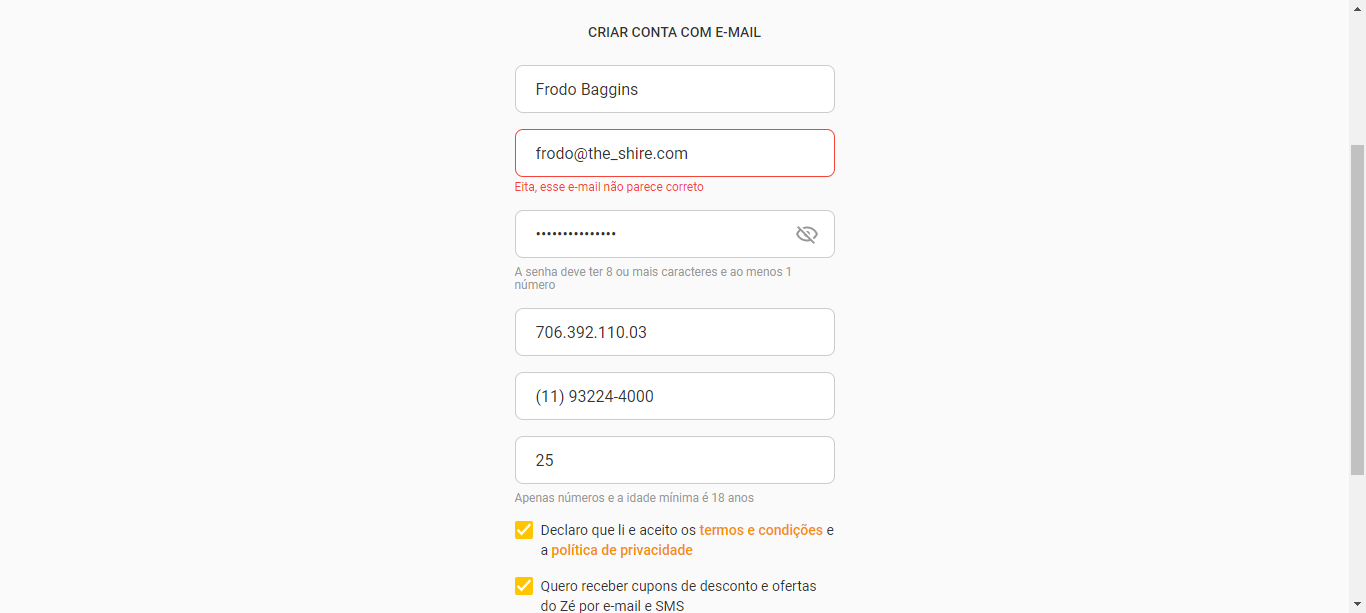 CRIAR CONTA COM E-MAIL
Frodo Baggins
frodo@the_shire.com
Eita, esse e-mail não parece correto
•••••••••••••••
A senha deve ter 8 ou mais caracteres e ao menos 1
número
706.392.110.03
(11) 93224-4000
25
Apenas números e a idade mínima é 18 anos
Declaro que li e aceito os termos e condições e
a política de privacidade
Quero receber cupons de desconto e ofertas
do Zé por e-mail e SMS